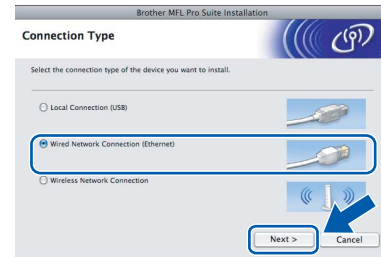 Brother MFL Pro Suite Installation
Connection Type
Select the connection type of the device you want to install.
Local Connection (USB)
Wired Network Connection (Ethernet)
Wireless Network Connection
Next >
Cancel